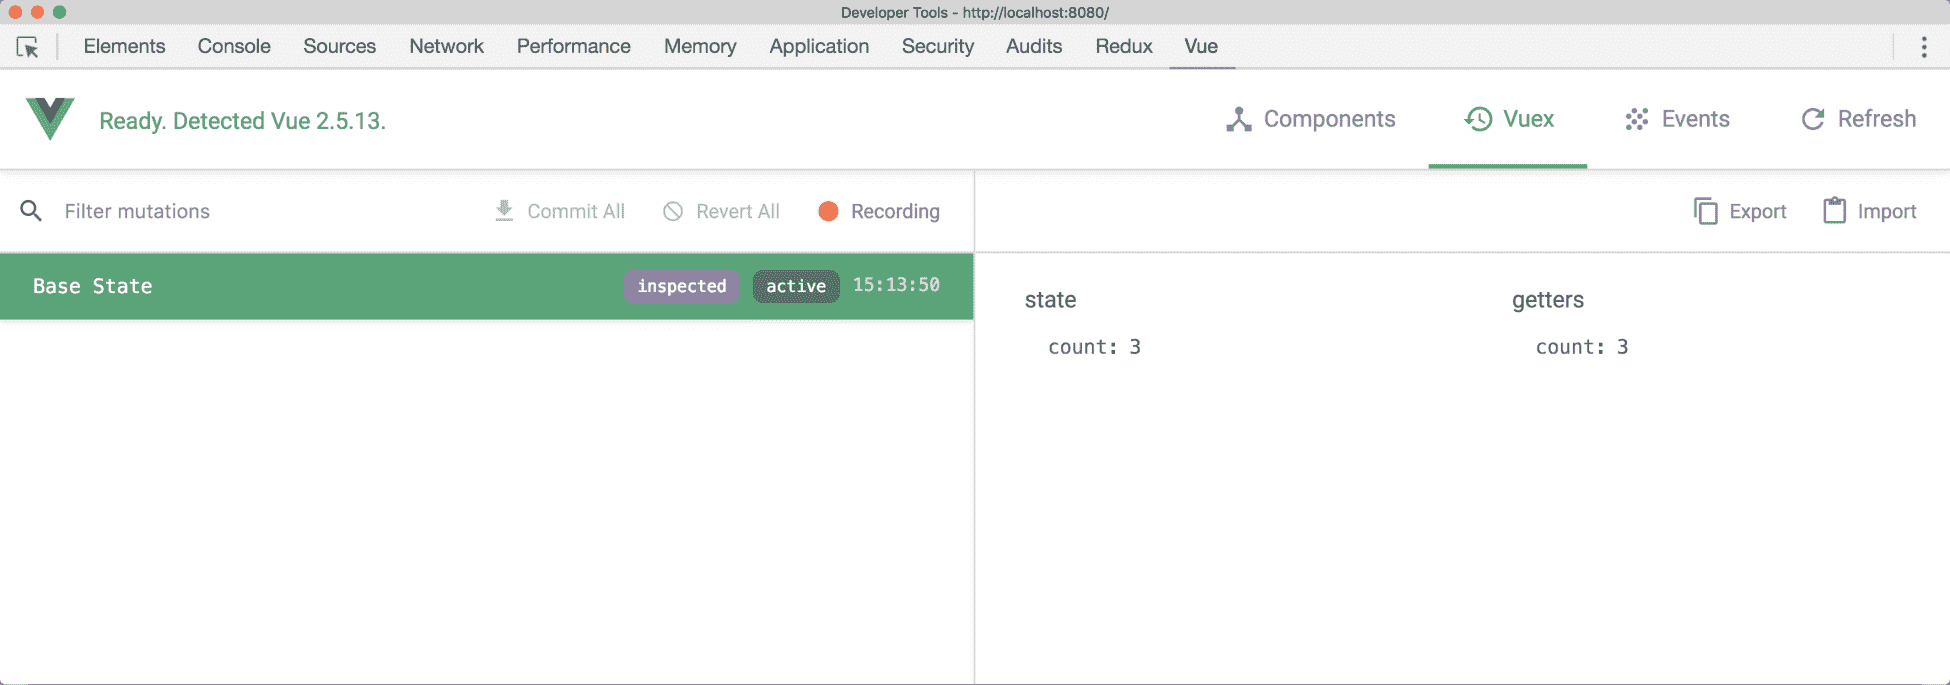 Developer Tools - http://localhost:8080/
Elements Console Sources Network Performance Memory Application Security Audits Redux Vue
Ready. Detected Vue 2.5.13. Components Vuex Events Refresh
Filter mutations Commit All Revert All Recording Export Import
Base State inspected active 15:13:50
state getters
count: 3 count: 3